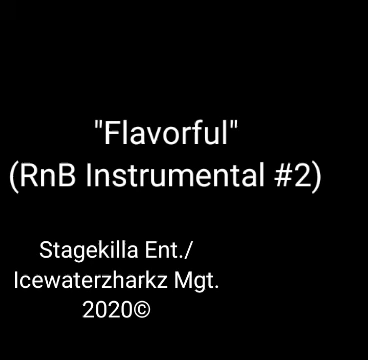 "Flavorful"
(RnB Instrumental #2)
Stagekilla Ent./
Icewaterzharkz Mgt.
2020©